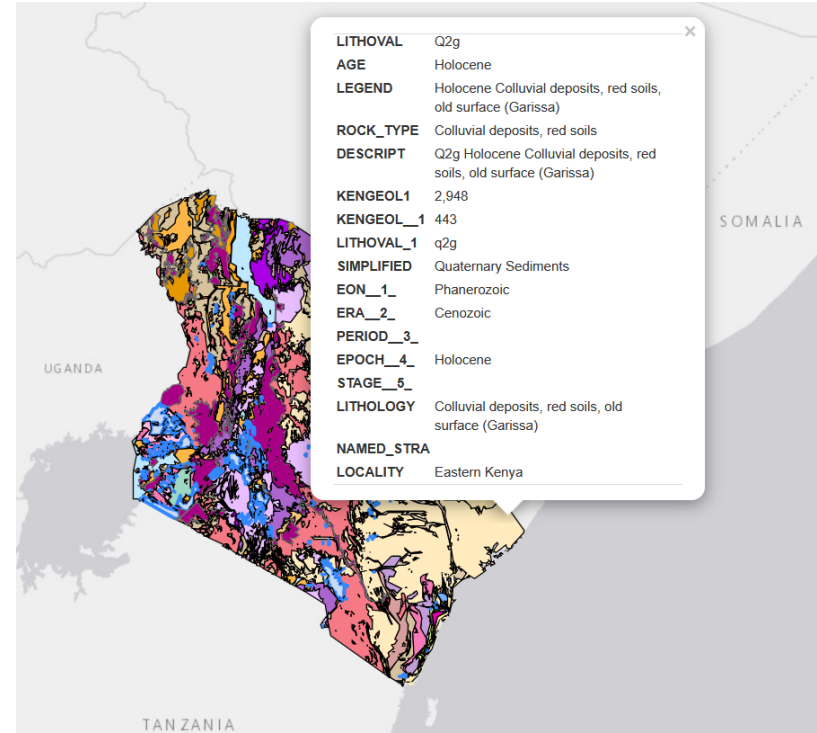 ×
LITHOVAL Q2g
AGE Holocene
LEGEND Holocene Colluvial deposits, red soils,
old surface (Garissa)
ROCK_TYPE Colluvial deposits, red soils
DESCRIPT Q2g Holocene Colluvial deposits, red
soils, old surface (Garissa)
KENGEOL1 2,948
KENGEOL__1 443
LITHOVAL_1 q2g
SIMPLIFIED Quaternary Sediments
EON__1_ Phanerozoic
ERA__2_ Cenozoic
PERIOD__3_
EPOCH__4_ Holocene
STAGE__5_
LITHOLOGY Colluvial deposits, red soils, old
surface (Garissa)
NAMED_STRA
LOCALITY Eastern Kenya
SOMALIA
UGANDA
TANZANIA